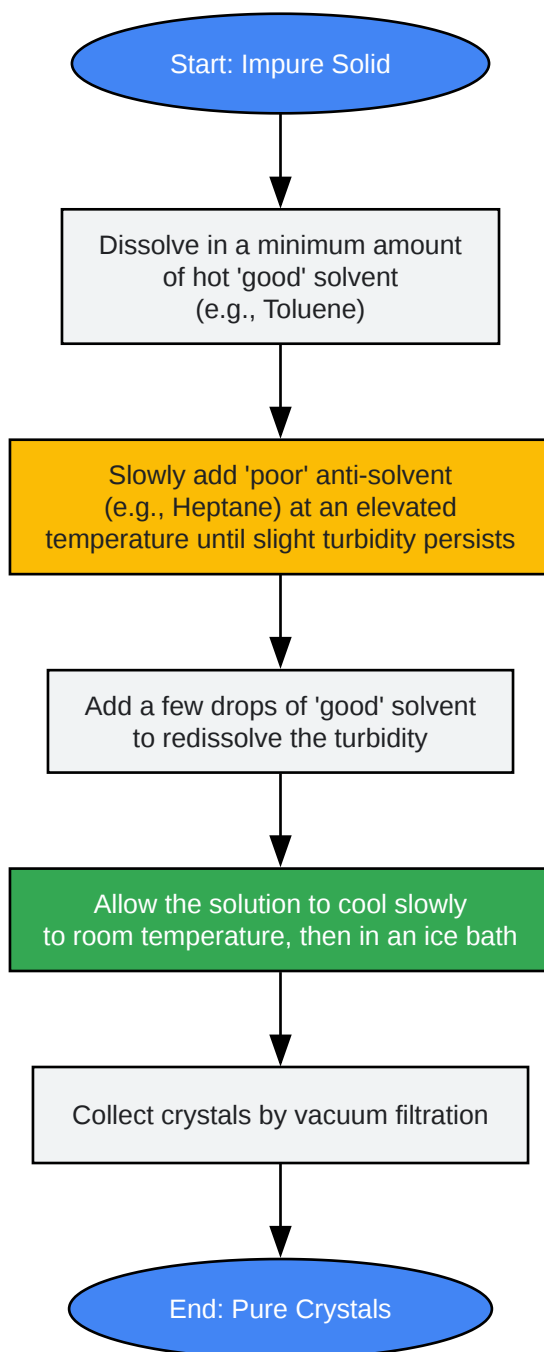 Start: Impure Solid
Dissolve in a minimum amount
of hot 'good' solvent
(e.g., Toluene)
Slowly add 'poor' anti-solvent
(e.g., Heptane) at an elevated
temperature until slight turbidity persists
Add a few drops of 'good' solvent
to redissolve the turbidity
Allow the solution to cool slowly
to room temperature, then in an ice bath
Collect crystals by vacuum filtration
End: Pure Crystals